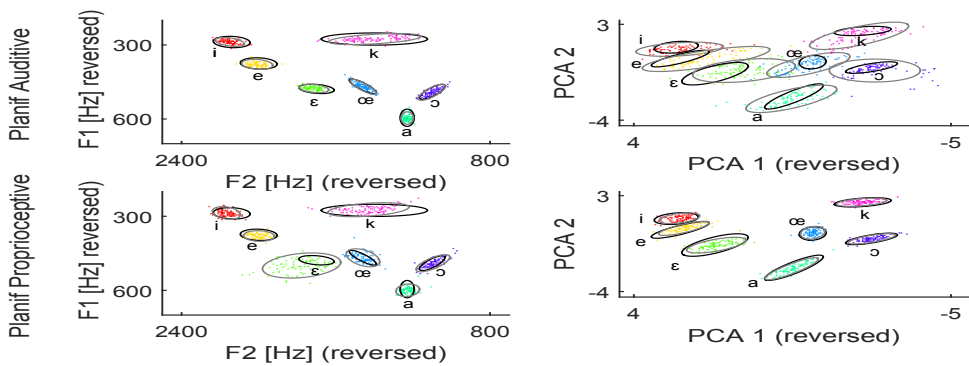 Planif Auditive
F1 [Hz] reversed)
300
600
i
e
ɛ
œ
k
ɔ
a
2400
800
F2 [Hz] (reversed)
PCA 2
3
-4
i
e
ɛ
œ
k
ɔ
a
4
-5
PCA 1 (reversed)
Planif Proprioceptive
F1 [Hz] reversed)
300
600
i
e
ɛ
œ
k
ɔ
a
2400
800
F2 [Hz] (reversed)
PCA 2
3
-4
i
e
ɛ
œ
k
ɔ
a
4
-5
PCA 1 (reversed)